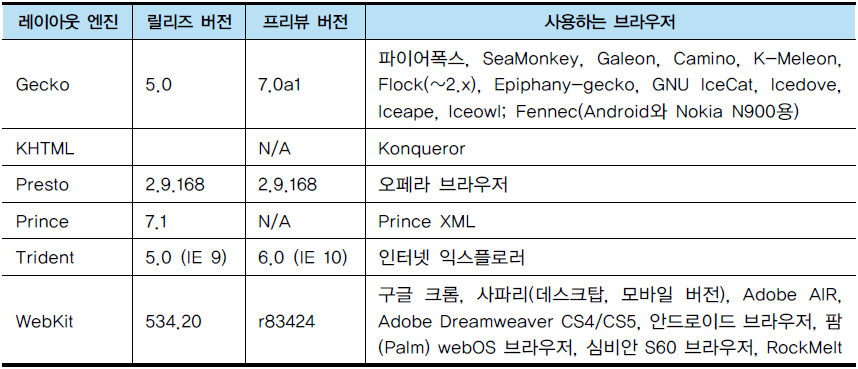 레이아웃 엔진 릴리즈 버전 프리뷰 버전 사용하는 브라우저
파이어폭스, SeaMonkey, Galeon, Camino, K-Meleon,
Gecko 5.0 7.0a1 Flock(~2.x), Epiphany-gecko, GNU IceCat, Icedove,
Iceape, Iceowl; Fennec(Android와 Nokia N900용)
KHTML N/A Konqueror
Presto 2.9.168 2.9.168 오페라 브라우저
Prince 7.1 N/A Prince XML
Trident 5.0 (IE 9) 6.0 (IE 10) 인터넷 익스플로러
구글 크롬, 사파리(데스크탑, 모바일 버전), Adobe AIR,
WebKit 534.20 r83424 Adobe Dreamweaver CS4/CS5, 안드로이드 브라우저, 팜
(Palm) webOS 브라우저, 심비안 S60 브라우저, RockMelt